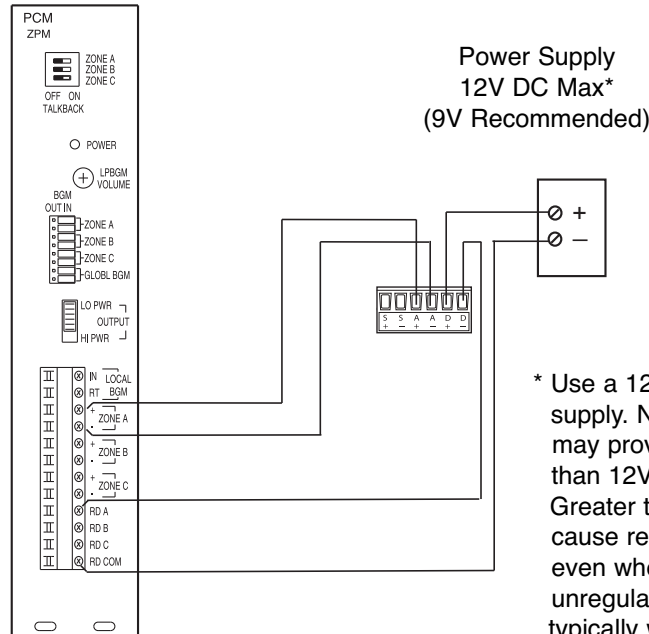 PCM
ZPM
ZONE A
ZONE B
ZONE C
OFF ON
TALKBACK
POWER
LPBGM
VOLUME
BGM
OUT IN
ZONE A
ZONE B
ZONE C
GLOBL BGM
LO PWR
OUTPUT
HI PWR
IN LOCAL
RT BGM
+
ZONE A
-
+
ZONE B
-
+
ZONE C
-
RD A
RD B
RD C
RD COM
Power Supply
12V DC Max*
(9V Recommended)
+
–
S S A A D D
+ – + – + –
* Use a 12
supply. N
may prov
than 12V
Greater t
cause re
even whe
unregula
typically w